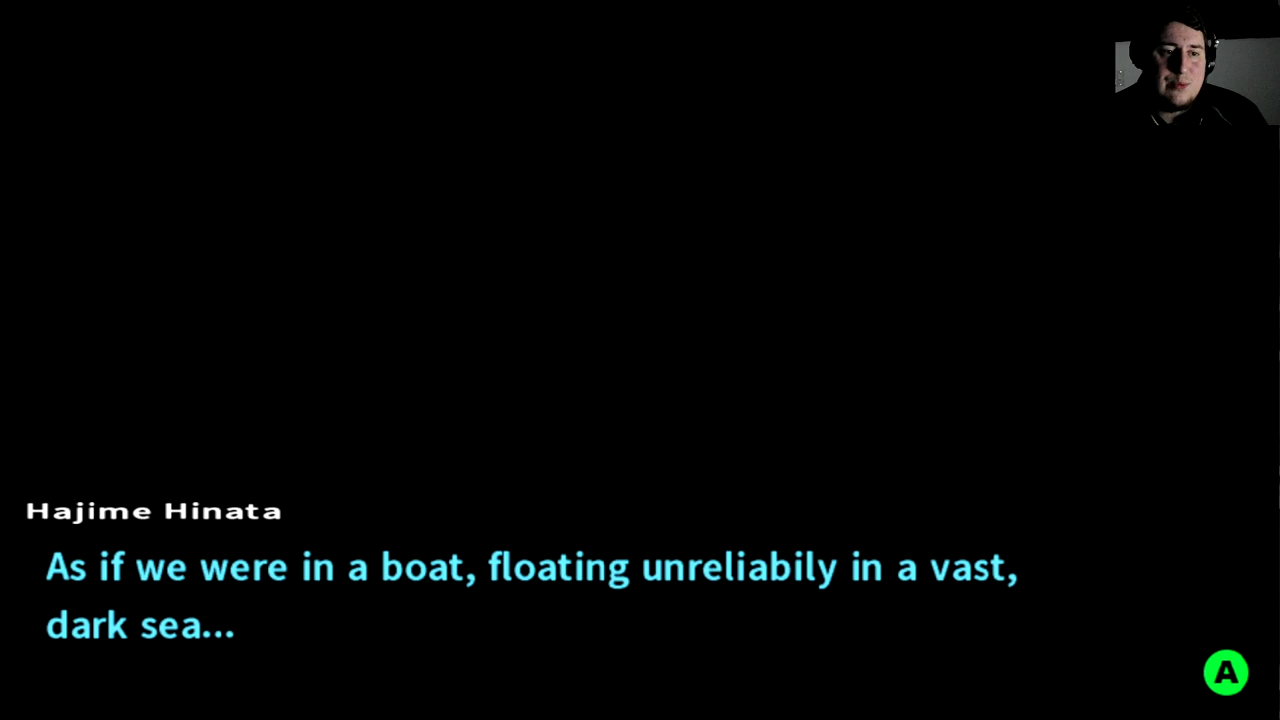 Hajime Hinata
As if we were in a boat, floating unreliabily in a vast,
dark sea...
A